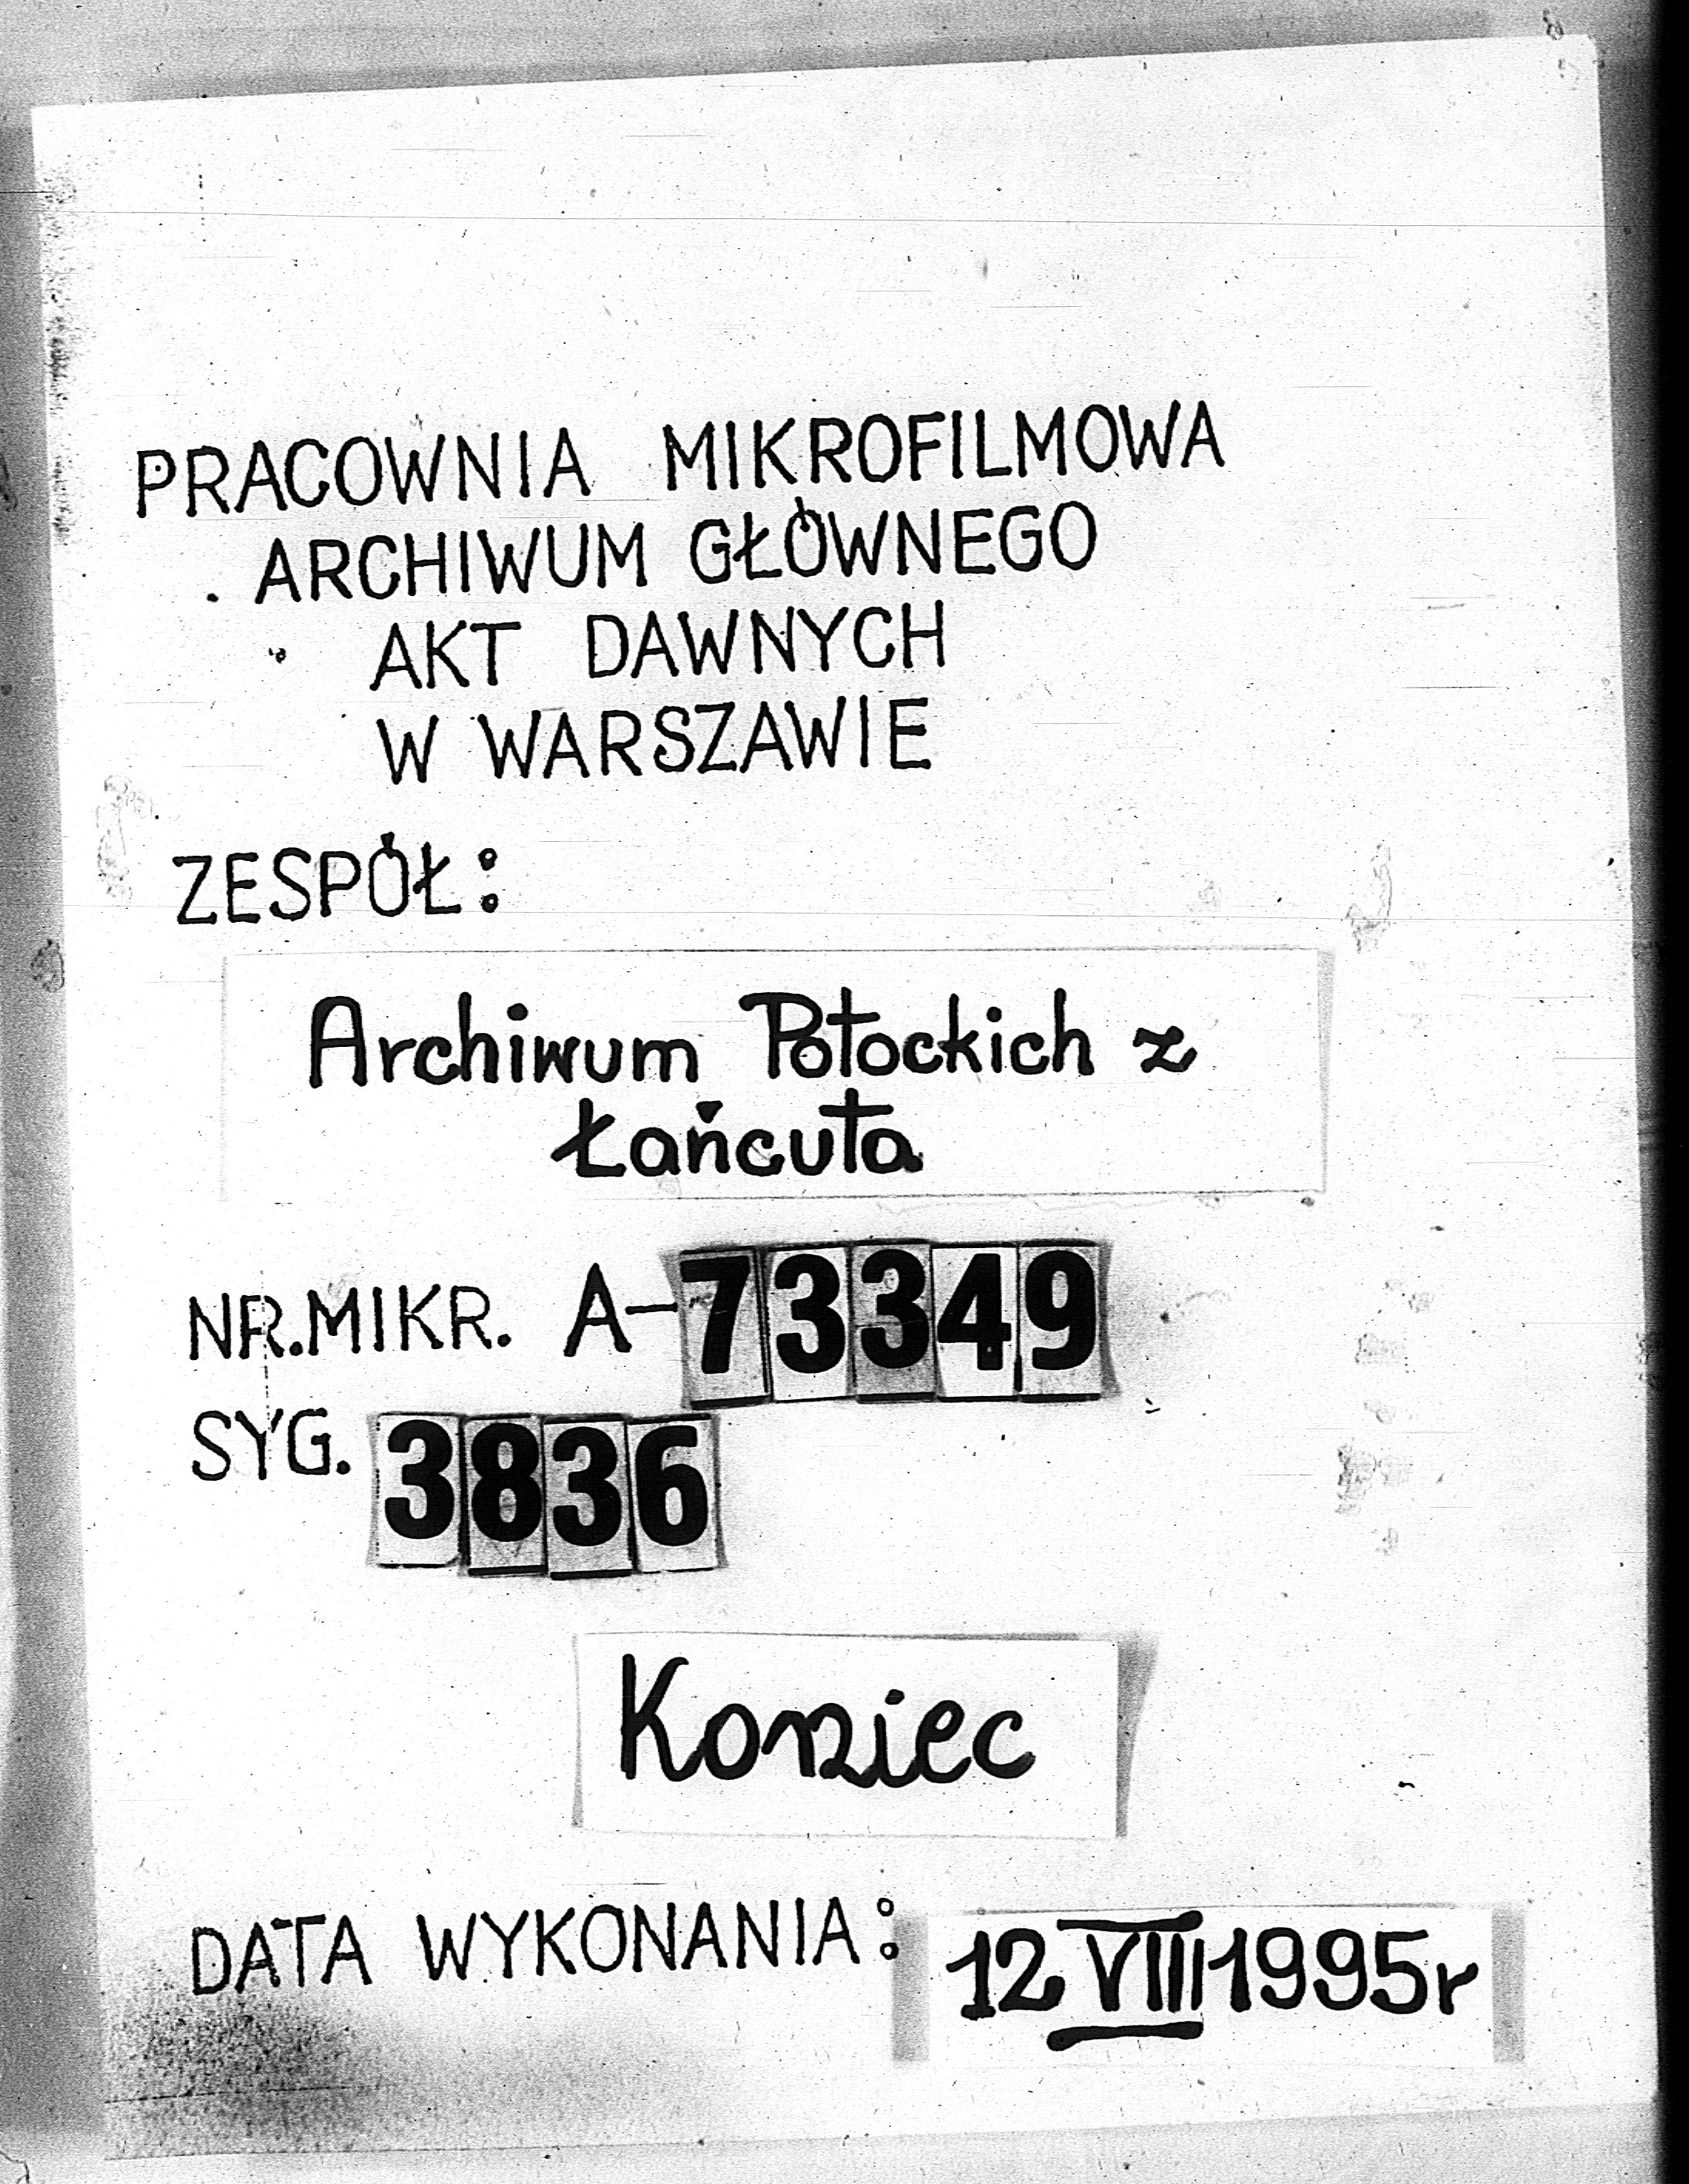 PRACOWNIA MIKROFILMOWA
ARCHIWUM GŁÓWNEGO
AKT DAWNYCH
W WARSZAWIE
ZESPÓŁ:
Archiwum Potockich z
Łańcuta
NR.MIKR. A-73349
SYG. 3836
Koniec
DATA WYKONANIA: 12 VIII 1995r